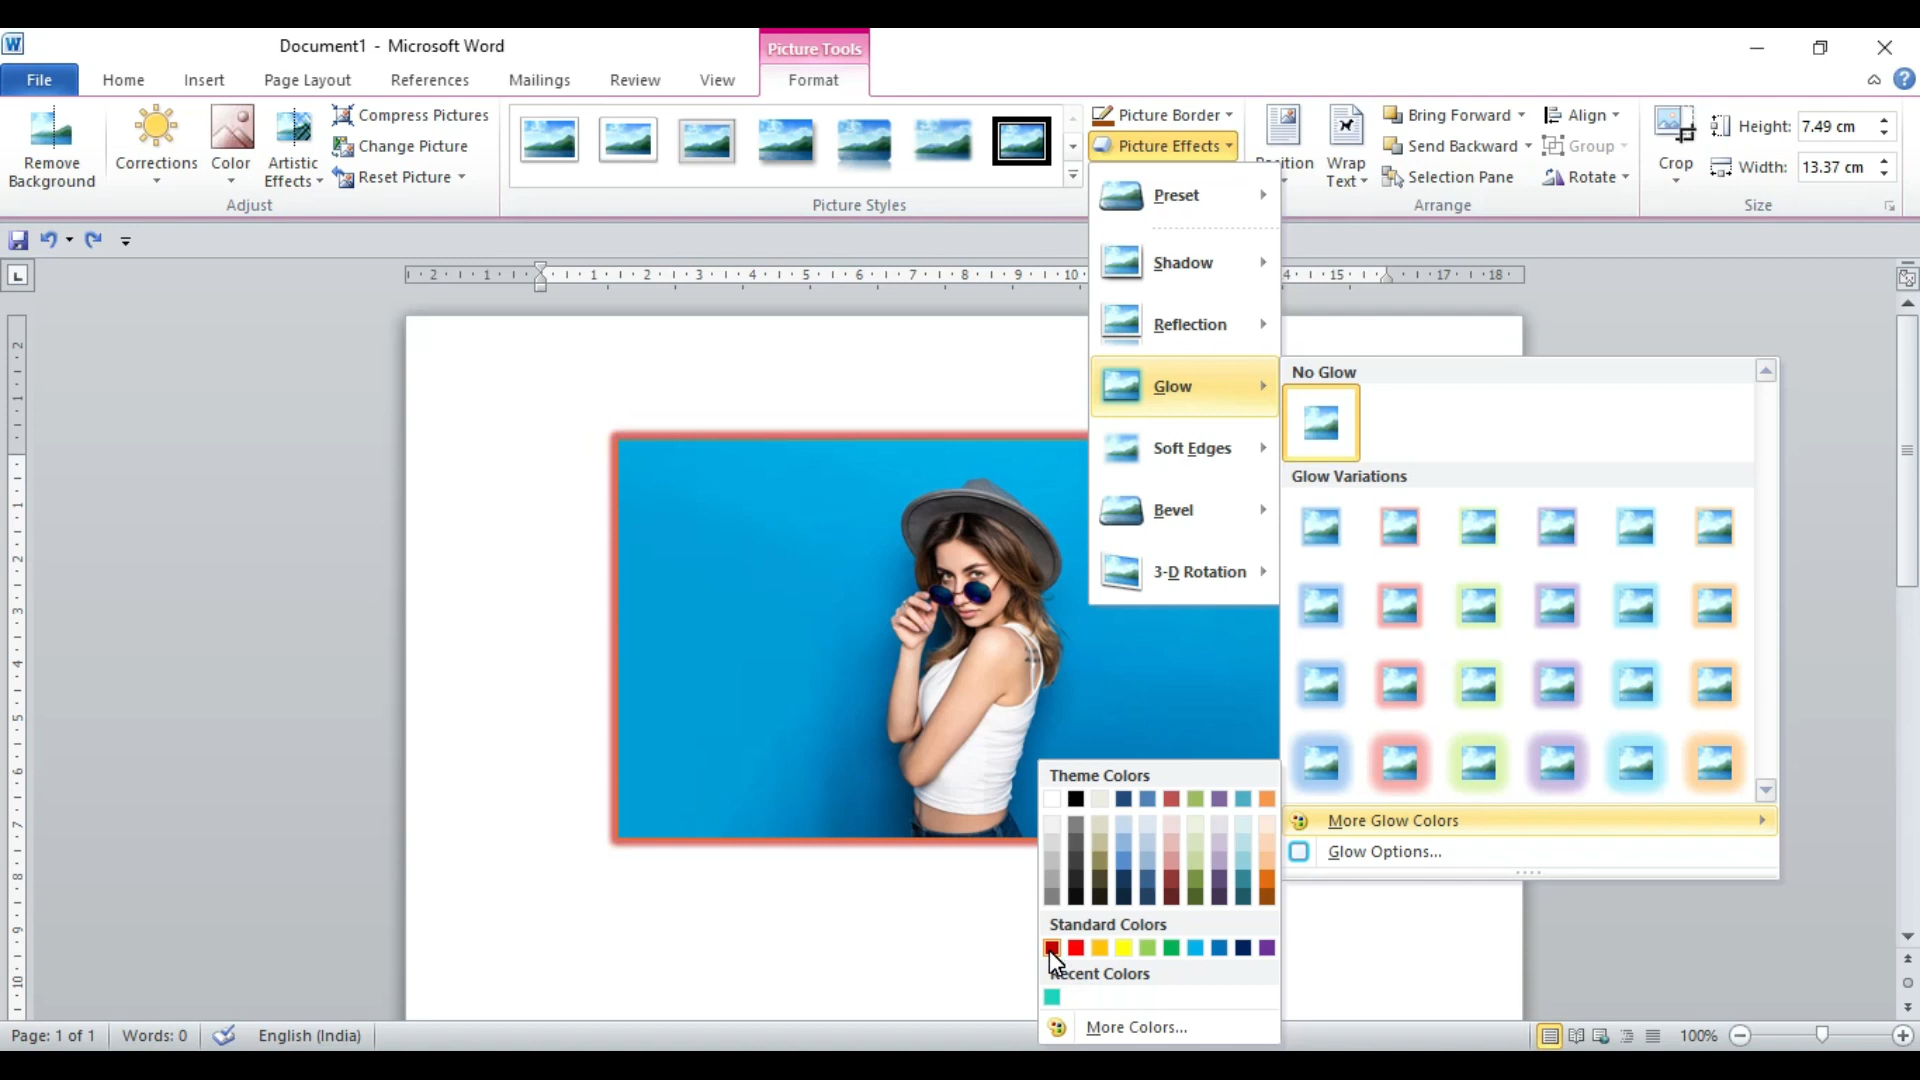 Document1 - Microsoft Word
Picture Tools
File
Home
Insert
Page Layout
References
Mailings
Review
View
Format
Remove
Background
Corrections
Color
Artistic
Effects
Compress Pictures
Change Picture
Reset Picture
Adjust
Picture Styles
Picture Border
Picture Effects
Wrap
Text
Bring Forward
Send Backward
Selection Pane
Align
Group
Rotate
Arrange
Crop
Height:
7.49 cm
Width:
13.37 cm
Size
Preset
Shadow
Reflection
Glow
Soft Edges
Bevel
3-D Rotation
No Glow
Glow Variations
More Glow Colors
Glow Options...
Theme Colors
Standard Colors
Recent Colors
More Colors...
Page: 1 of 1
Words: 0
English (India)
100%